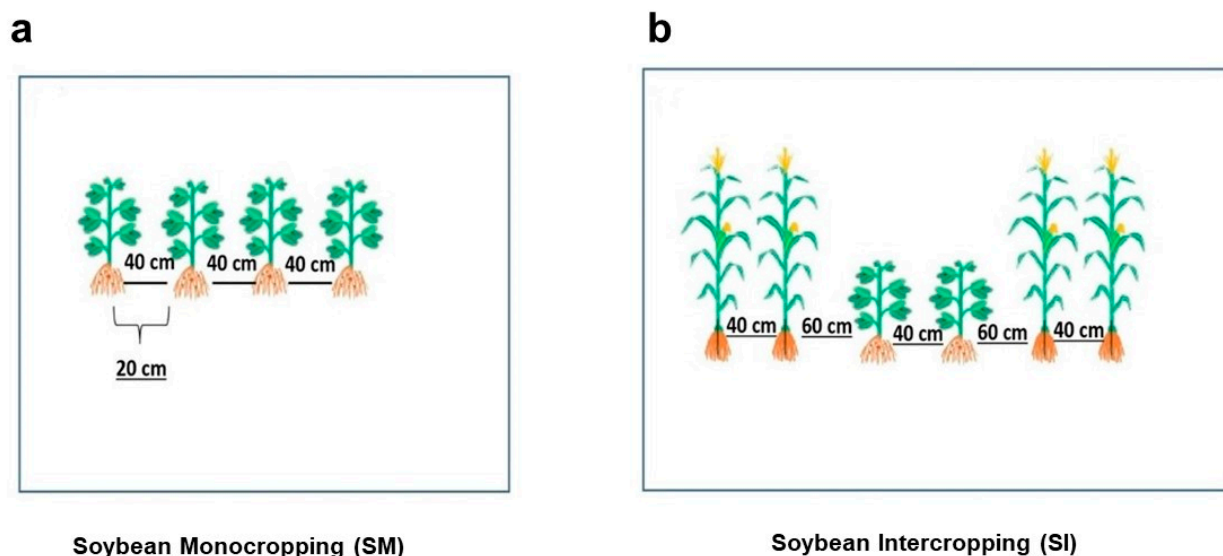 a
40 cm 40 cm 40 cm
20 cm
Soybean Monocropping (SM)
b
40 cm 60 cm 40 cm 60 cm 40 cm
Soybean Intercropping (SI)